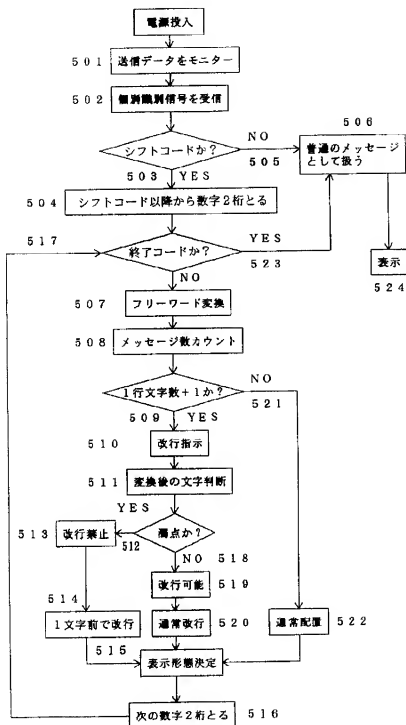 電源投入
501 送信データをモニター
502 個別識別信号を受信
シフトコードか?
NO
505
506
普通のメッセージ
として扱う
503 YES
504 シフトコード以降から数字2桁とる
517
終了コードか?
YES
523
表示
524
NO
507 フリーワード変換
508 メッセージ数カウント
1行文字数+1か?
NO
521
509 YES
510 改行指示
511 変換後の文字判断
YES
513 改行禁止
512
濁点か?
NO 518
改行可能 519
514
1文字前で改行
通常改行 520
通常配置 522
515
表示形態決定
次の数字2桁とる 516